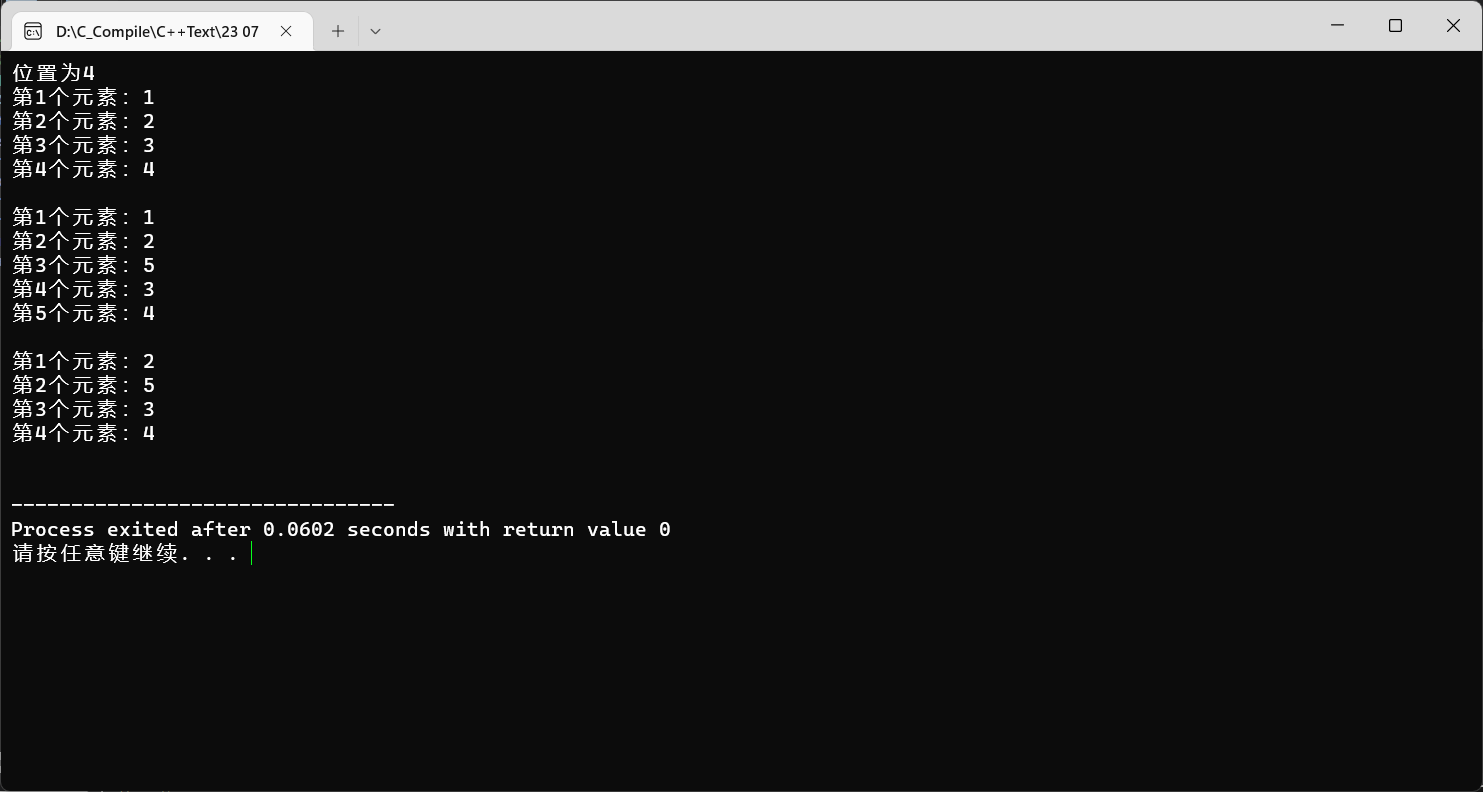 D:\C_Compile\C++Text\23 07
位置为4
第1个元素: 1
第2个元素: 2
第3个元素: 3
第4个元素: 4
第1个元素: 1
第2个元素: 2
第3个元素: 5
第4个元素: 3
第5个元素: 4
第1个元素: 2
第2个元素: 5
第3个元素: 3
第4个元素: 4
--------------------------------
Process exited after 0.0602 seconds with return value 0
请按任意键继续. . .